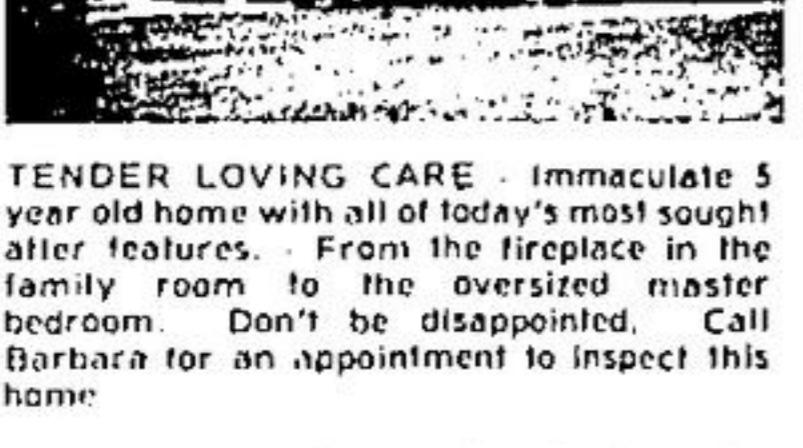 TENDER LOVING CARE - Immaculate 5
year old home with all of today's most sought
after features. - From the fireplace in the
family room to the oversized master
bedroom. Don't be disappointed, Call
Barbara for an appointment to inspect this
home